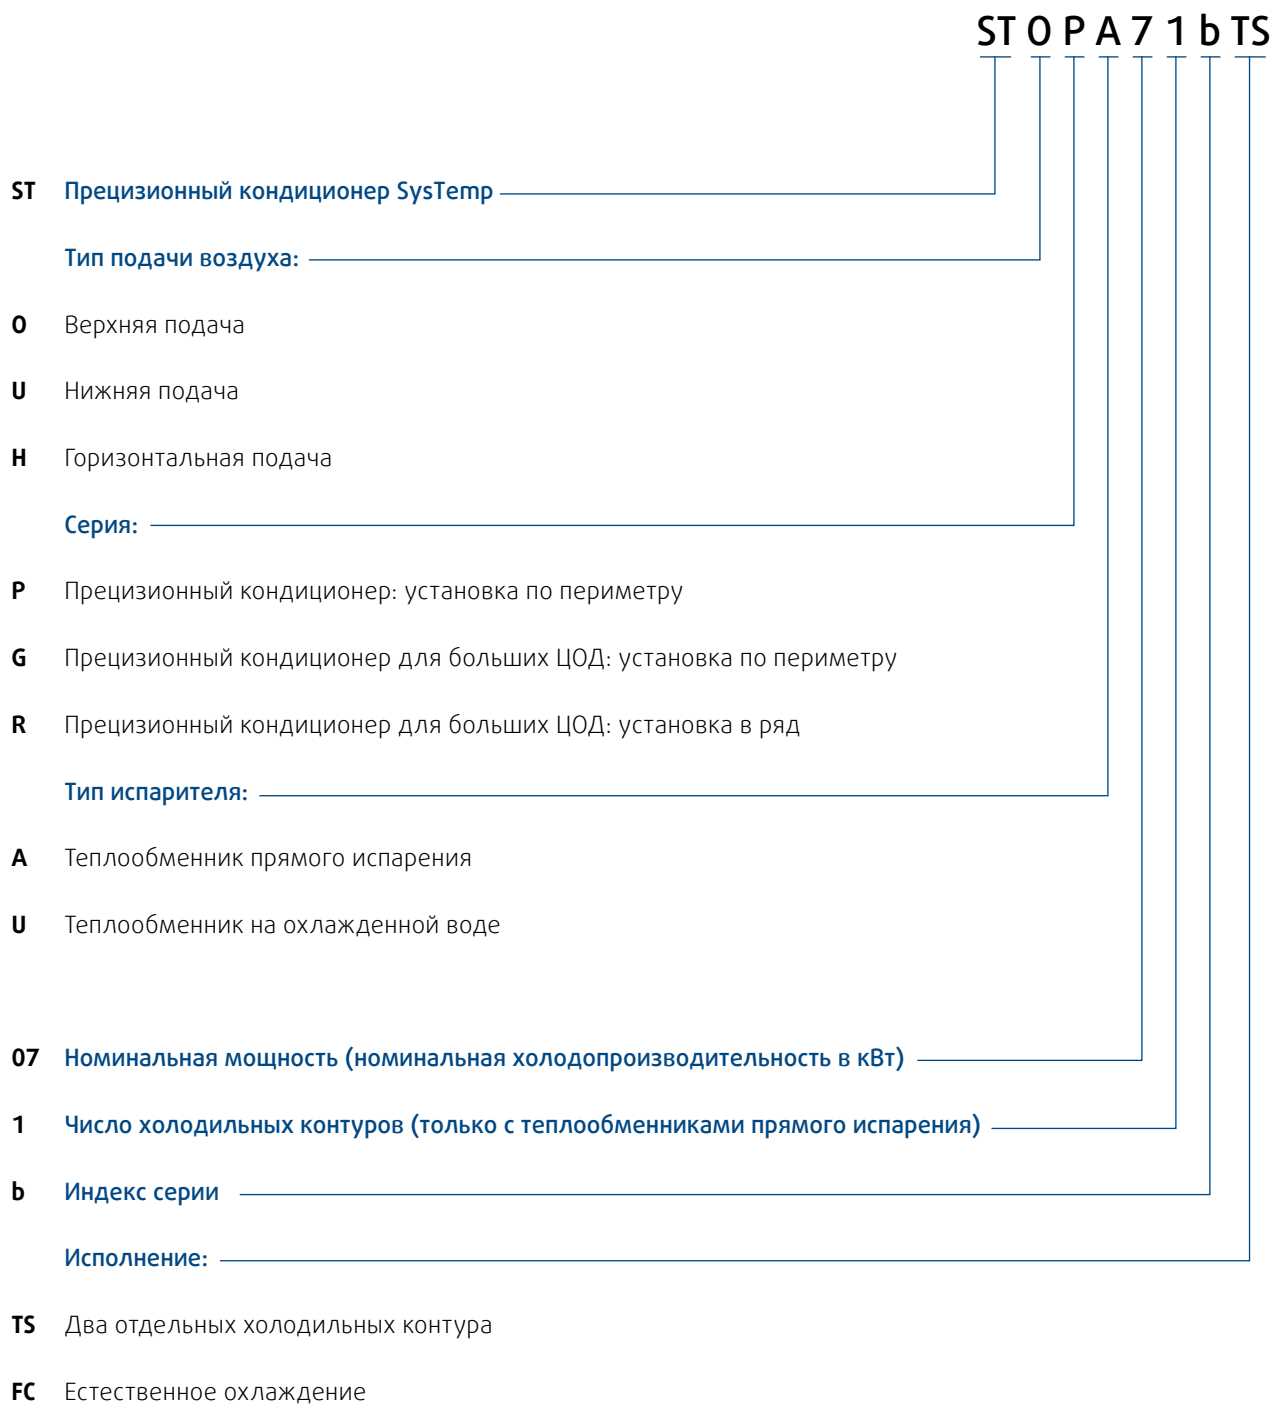 ST O P A 7 1 b TS
ST Прецизионный кондиционер SysTemp
Тип подачи воздуха:
O Верхняя подача
U Нижняя подача
H Горизонтальная подача
Серия:
P Прецизионный кондиционер: установка по периметру
G Прецизионный кондиционер для больших ЦОД: установка по периметру
R Прецизионный кондиционер для больших ЦОД: установка в ряд
Тип испарителя:
A Теплообменник прямого испарения
U Теплообменник на охлажденной воде
07 Номинальная мощность (номинальная холодопроизводительность в кВт)
1 Число холодильных контуров (только с теплообменниками прямого испарения)
b Индекс серии
Исполнение:
TS Два отдельных холодильных контура
FC Естественное охлаждение